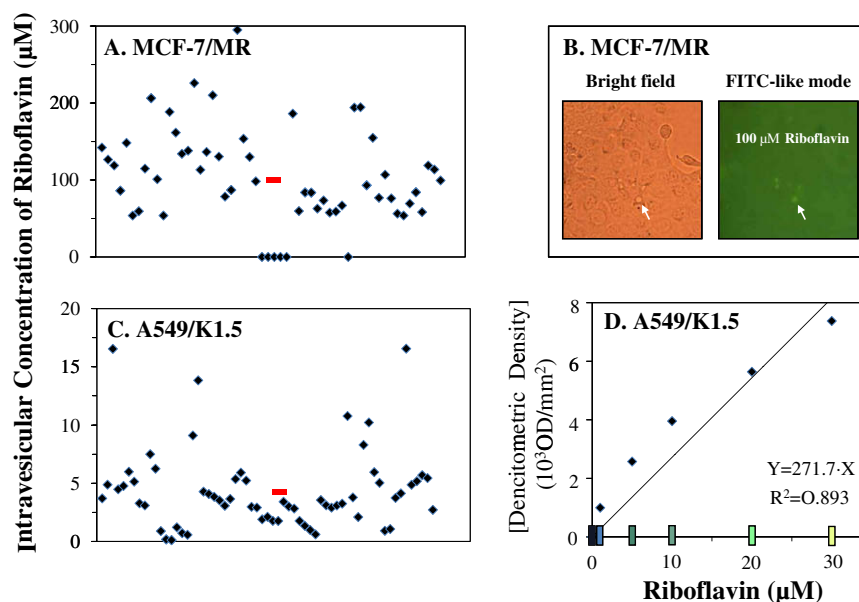 Intravesicular Concentration of Riboflavin (µM)
300
200
100
0
A. MCF-7/MR
B. MCF-7/MR
Bright field
FITC-like mode
100 µM Riboflavin
20
15
10
5
0
C. A549/K1.5
[Dencitometric Density]
(10³OD/mm²)
8
6
4
2
0
D. A549/K1.5
Y=271.7·X
R²=O.893
0
10
20
30
Riboflavin (µM)